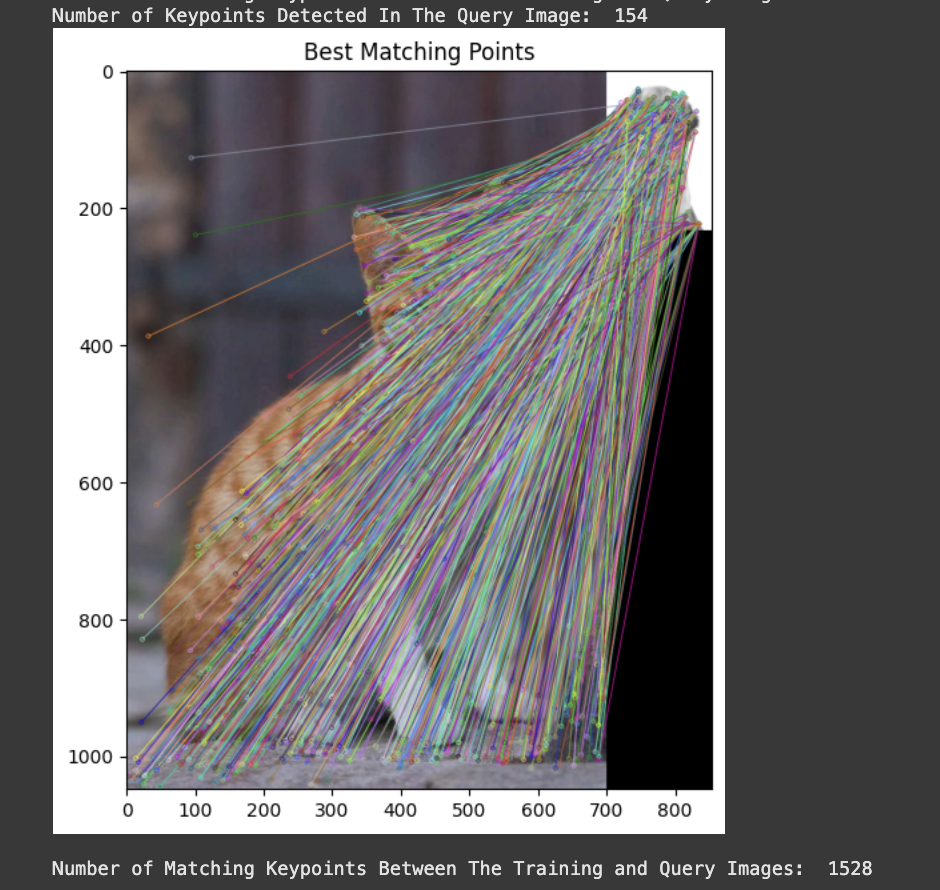 Number of Keypoints Detected In The Query Image:  154
Best Matching Points
0
200
400
600
800
1000
0 100 200 300 400 500 600 700 800
Number of Matching Keypoints Between The Training and Query Images:  1528